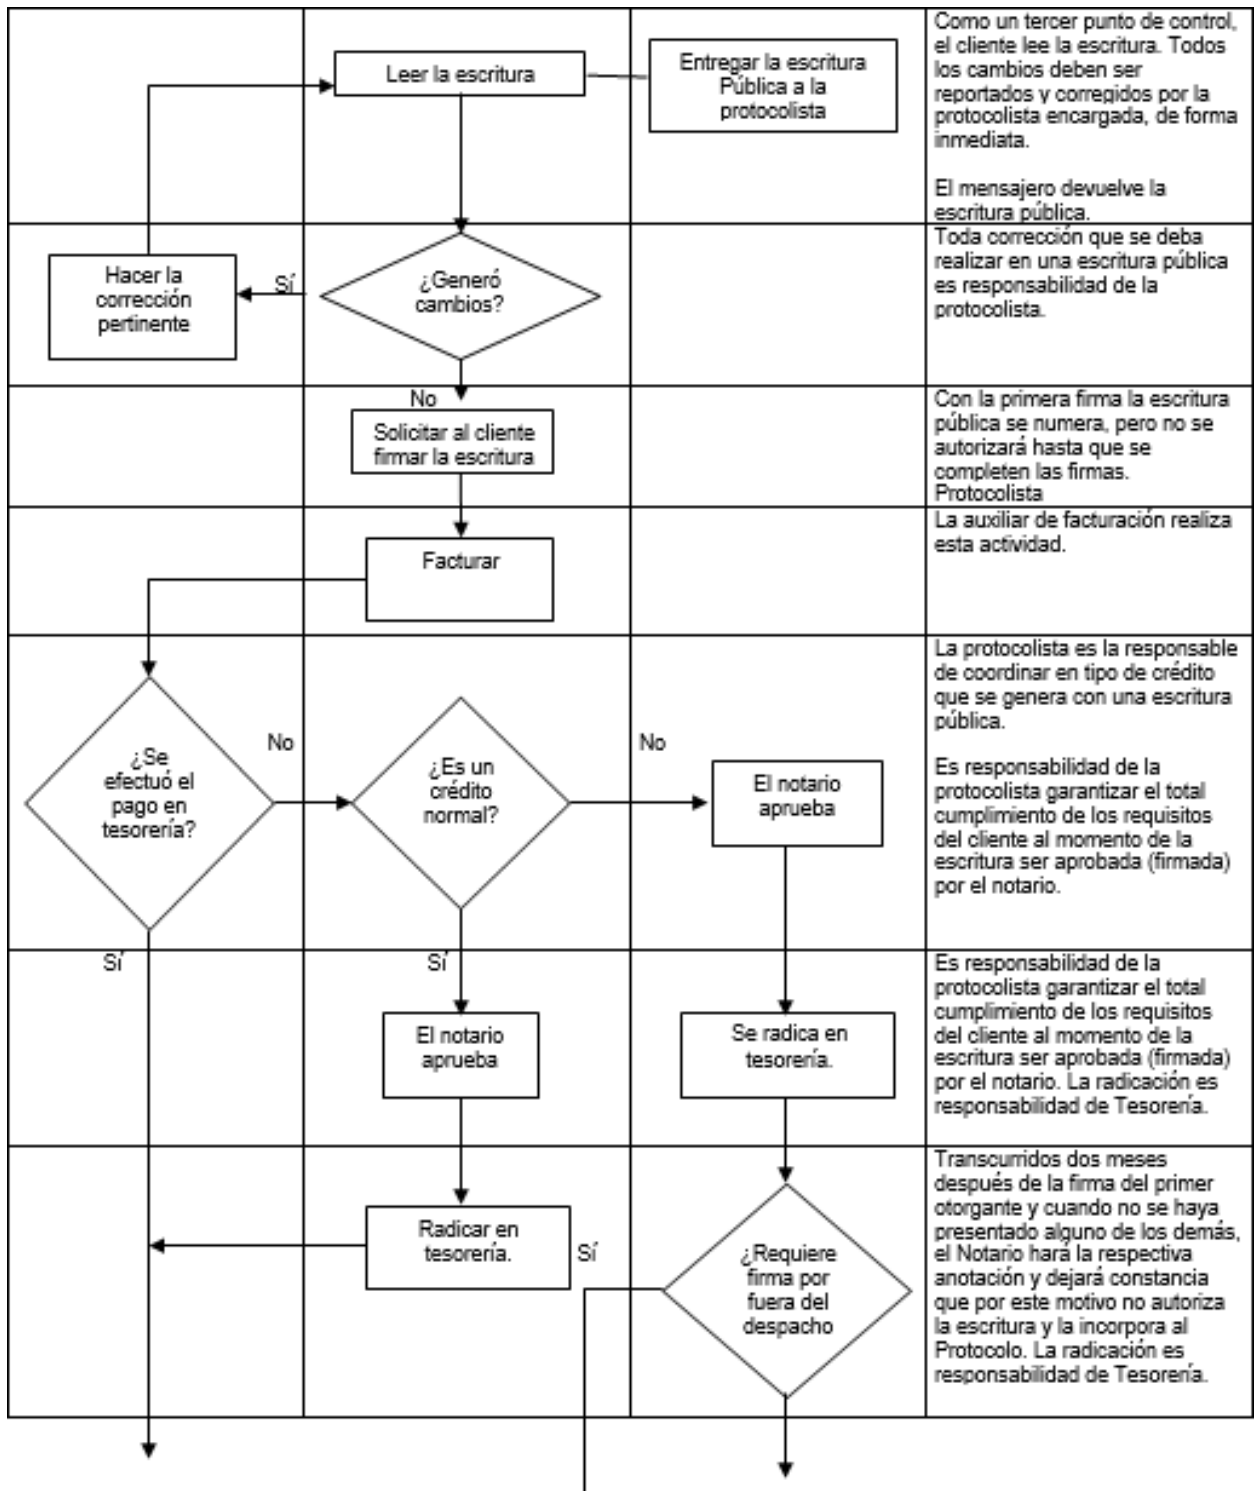 Leer la escritura
Entregar la escritura
Pública a la
protocolista
Como un tercer punto de control,
el cliente lee la escritura. Todos
los cambios deben ser
reportados y corregidos por la
protocolista encargada, de forma
inmediata.
El mensajero devuelve la
escritura pública.
Hacer la
corrección
pertinente
Sí
¿Generó
cambios?
Toda corrección que se deba
realizar en una escritura pública
es responsabilidad de la
protocolista.
No
Solicitar al cliente
firmar la escritura
Con la primera firma la escritura
pública se numera, pero no se
autorizará hasta que se
completen las firmas.
Protocolista
Facturar
La auxiliar de facturación realiza
esta actividad.
¿Se
efectuó el
pago en
tesorería?
No
¿Es un
crédito
normal?
No
El notario
aprueba
La protocolista es la responsable
de coordinar en tipo de crédito
que se genera con una escritura
pública.
Es responsabilidad de la
protocolista garantizar el total
cumplimiento de los requisitos
del cliente al momento de la
escritura ser aprobada (firmada)
por el notario.
Sí
Sí
El notario
aprueba
Se radica en
tesorería.
Es responsabilidad de la
protocolista garantizar el total
cumplimiento de los requisitos
del cliente al momento de la
escritura ser aprobada (firmada)
por el notario. La radicación es
responsabilidad de Tesorería.
Radicar en
tesorería.
Sí
¿Requiere
firma por
fuera del
despacho
Transcurridos dos meses
después de la firma del primer
otorgante y cuando no se haya
presentado alguno de los demás,
el Notario hará la respectiva
anotación y dejará constancia
que por este motivo no autoriza
la escritura y la incorpora al
Protocolo. La radicación es
responsabilidad de Tesorería.